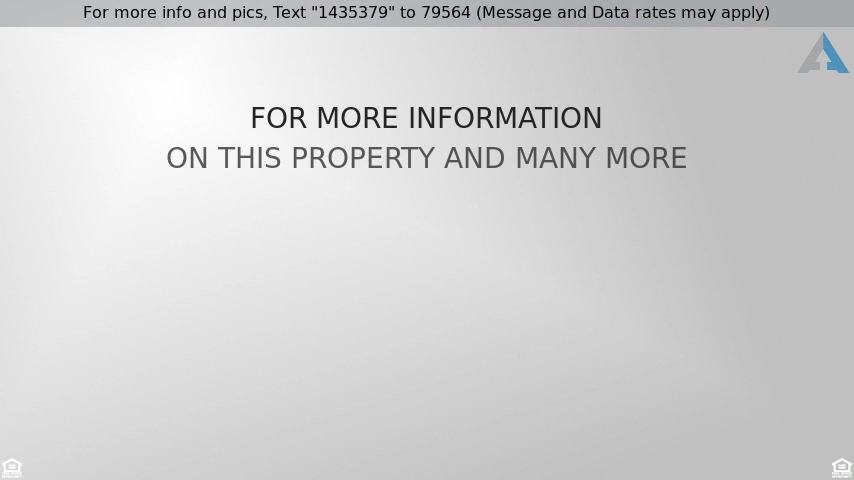 For more info and pics, Text "1435379" to 79564 (Message and Data rates may apply)
FOR MORE INFORMATION
ON THIS PROPERTY AND MANY MORE